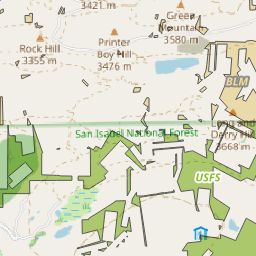 3421 m
Green
Mountain
3580 m
Rock Hill
3355 m
Printer
Boy Hill
3476 m
BLM
Long and
Derry Hill
3668 m
San Isabel National Forest
USFS